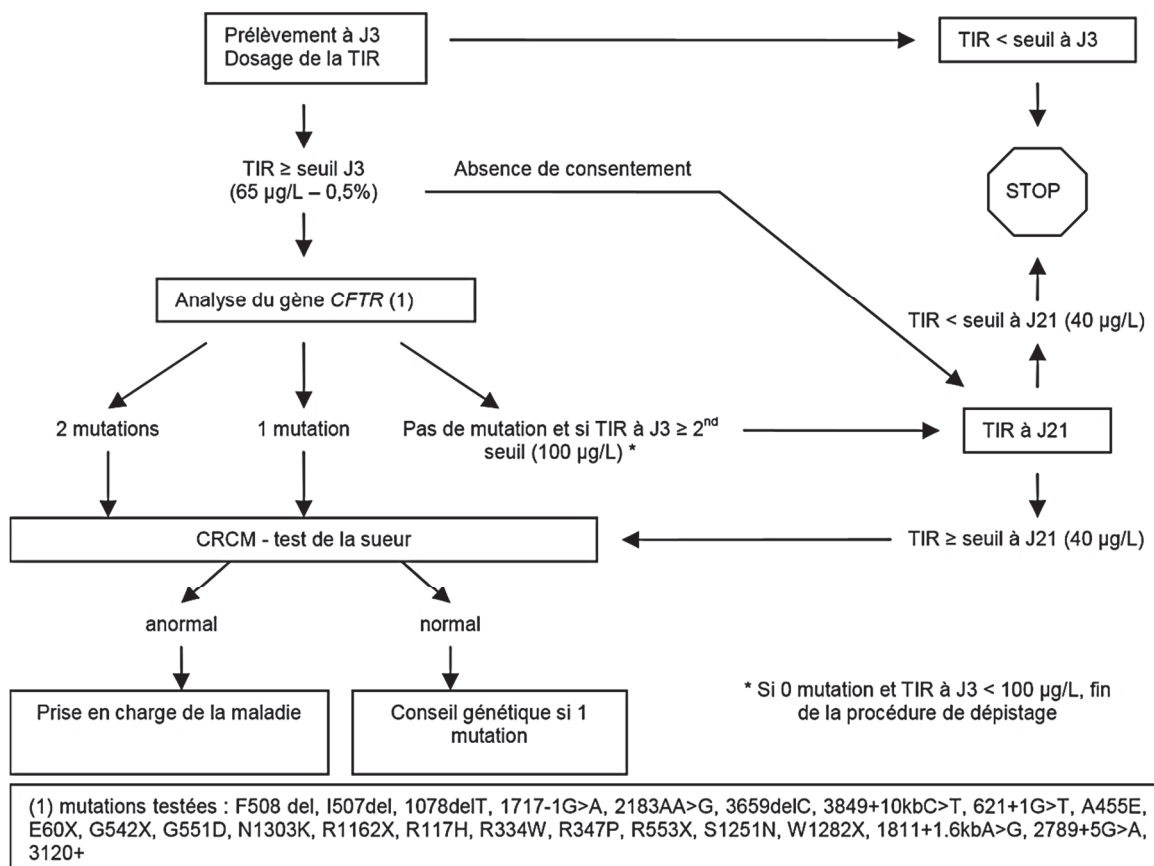 Prélèvement à J3
Dosage de la TIR
TIR < seuil à J3
TIR ≥ seuil J3
(65 µg/L – 0,5%)
Absence de consentement
STOP
Analyse du gène CFTR (1)
TIR < seuil à J21 (40 µg/L)
2 mutations
1 mutation
Pas de mutation et si TIR à J3 ≥ 2nd
seuil (100 µg/L) *
TIR à J21
CRCM - test de la sueur
TIR ≥ seuil à J21 (40 µg/L)
anormal
normal
Prise en charge de la maladie
Conseil génétique si 1
mutation
* Si 0 mutation et TIR à J3 < 100 µg/L, fin
de la procédure de dépistage
(1) mutations testées : F508 del, I507del, 1078delT, 1717-1G>A, 2183AA>G, 3659delC, 3849+10kbC>T, 621+1G>T, A455E,
E60X, G542X, G551D, N1303K, R1162X, R117H, R334W, R347P, R553X, S1251N, W1282X, 1811+1.6kbA>G, 2789+5G>A,
3120+